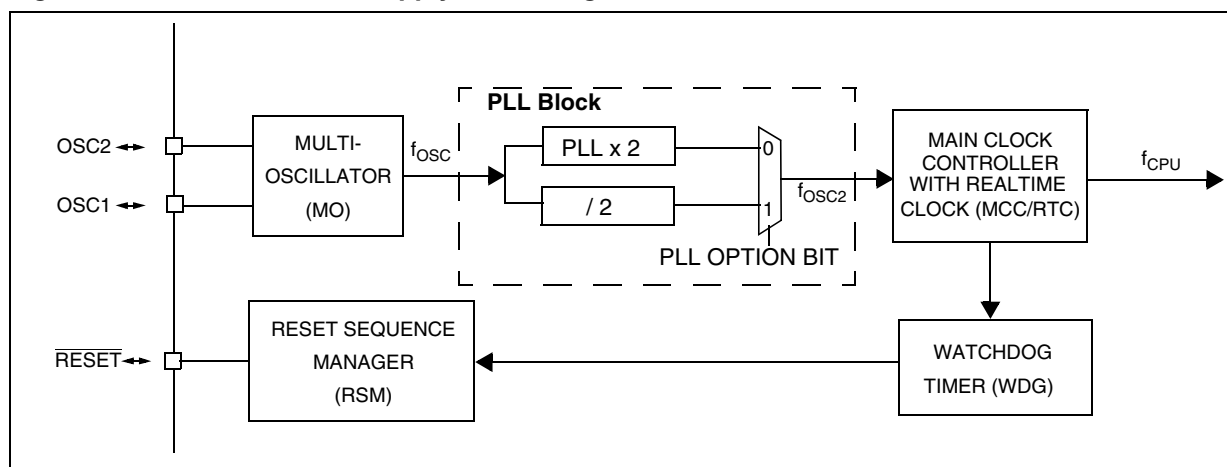 PLL Block
OSC2
OSC1
MULTI-
OSCILLATOR
(MO)
fOSC
PLL x 2
/ 2
0
1
PLL OPTION BIT
fOSC2
MAIN CLOCK
CONTROLLER
WITH REALTIME
CLOCK (MCC/RTC)
fCPU
RESET
RESET SEQUENCE
MANAGER
(RSM)
WATCHDOG
TIMER (WDG)